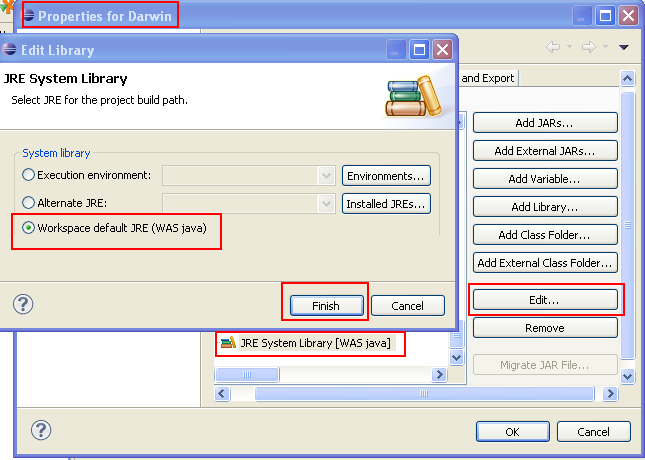 Properties for Darwin
Edit Library
JRE System Library
Select JRE for the project build path.
System library
Execution environment:
Environments...
Alternate JRE:
Installed JREs...
Workspace default JRE (WAS java)
Finish
Cancel
and Export
Add JARs...
Add External JARs...
Add Variable...
Add Library...
Add Class Folder...
Add External Class Folder...
Edit...
Remove
JRE System Library [WAS java]
Migrate JAR File...
OK
Cancel